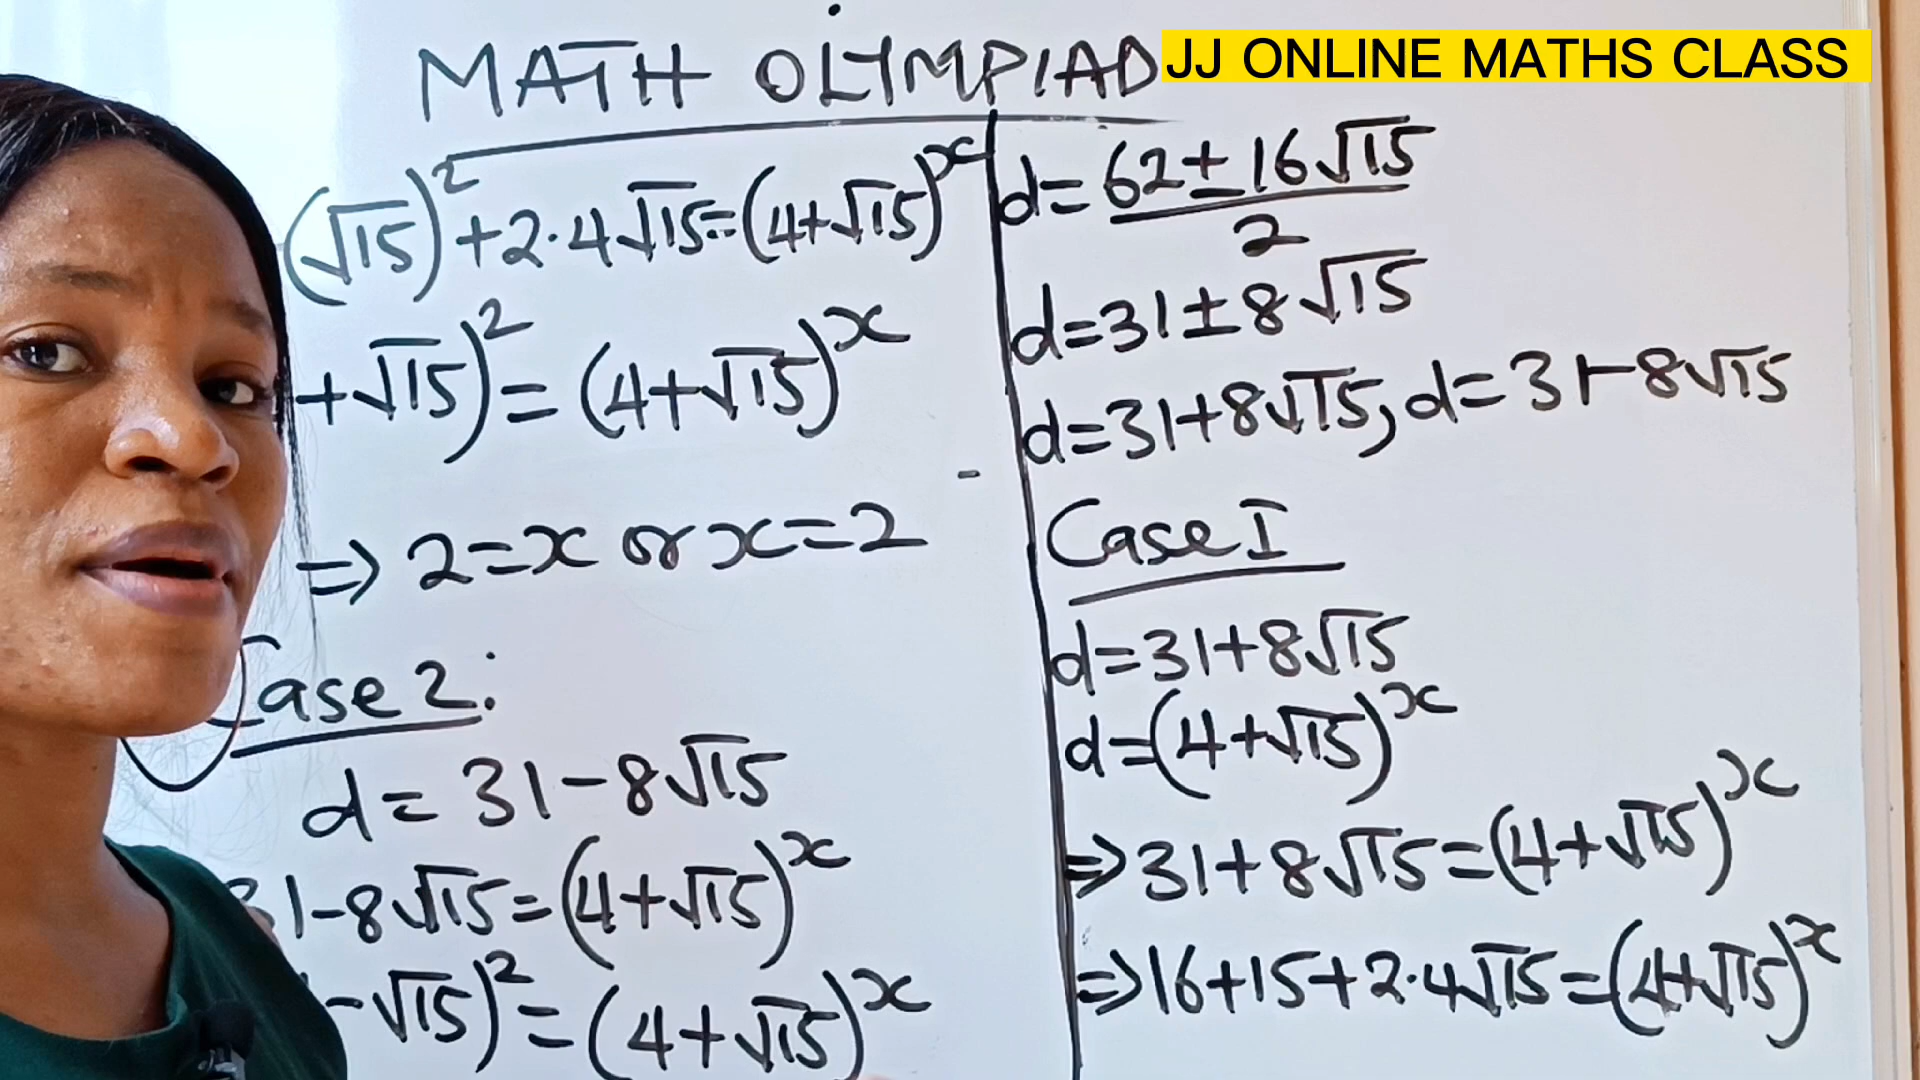 MATH OLYMPIAD
JJ ONLINE MATHS CLASS
(√15)² + 2·4√15 = (4+√15)ˣ
+√15)² = (4+√15)ˣ
⇒ 2=x or x=2
Case 2:
d = 31-8√15
31-8√15 = (4+√15)ˣ
-√15)² = (4+√15)ˣ
d = 62±16√15 / 2
d = 31±8√15
d = 31+8√15, d = 31-8√15
Case I
d = 31+8√15
d = (4+√15)ˣ
⇒ 31+8√15 = (4+√15)ˣ
⇒ 16+15+2·4√15 = (4+√15)ˣ